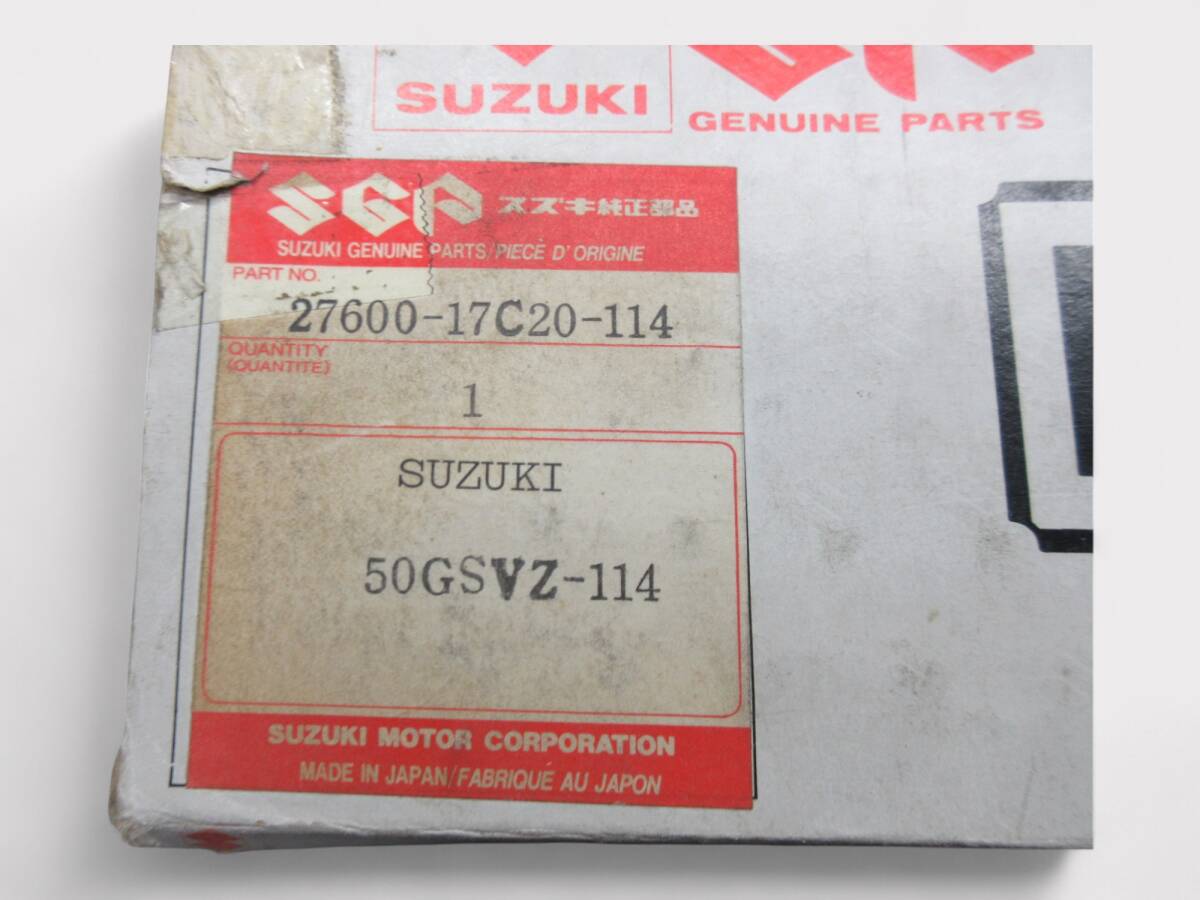 SUZUKI
GENUINE PARTS
SGP スズキ純正部品
SUZUKI GENUINE PARTS/PIECÈ D'ORIGINE
PART NO.
27600-17C20-114
QUANTITY
(QUANTITE)
1
SUZUKI
50GSVZ-114
SUZUKI MOTOR CORPORATION
MADE IN JAPAN/FABRIQUE AU JAPON